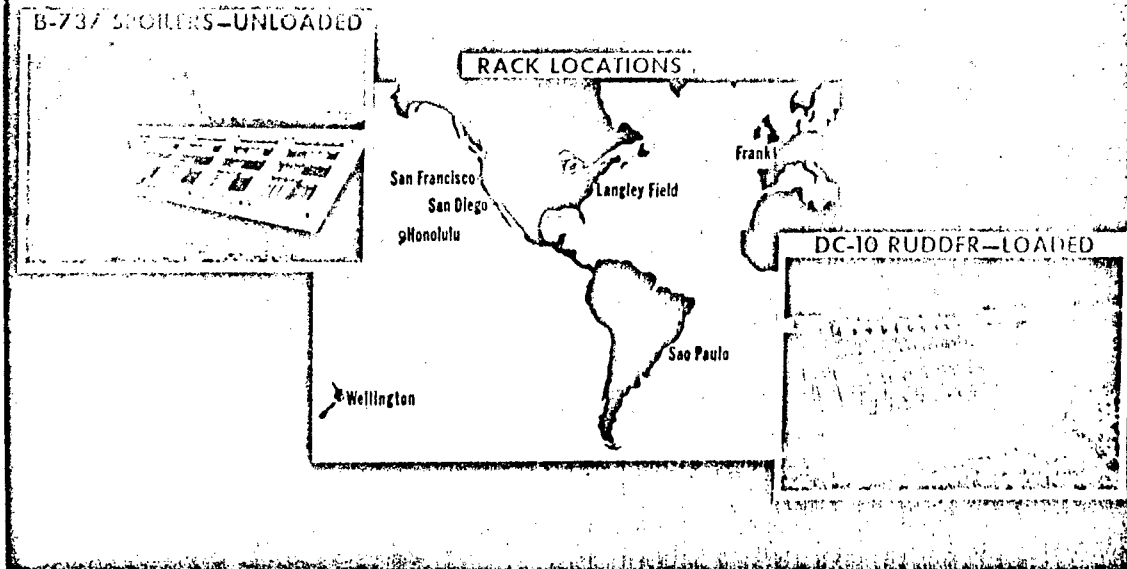 B-737 SPOILERS—UNLOADED
RACK LOCATIONS
San Francisco
San Diego
Honolulu
Langley Field
Frankf
Sao Paulo
Wellington
DC-10 RUDDER—LOADED